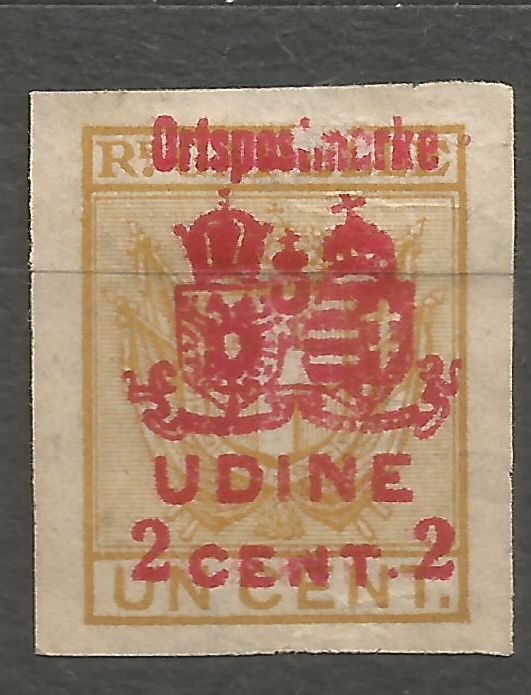 Ortspostmarke
UDINE
2 CENT. 2
UN CENT.